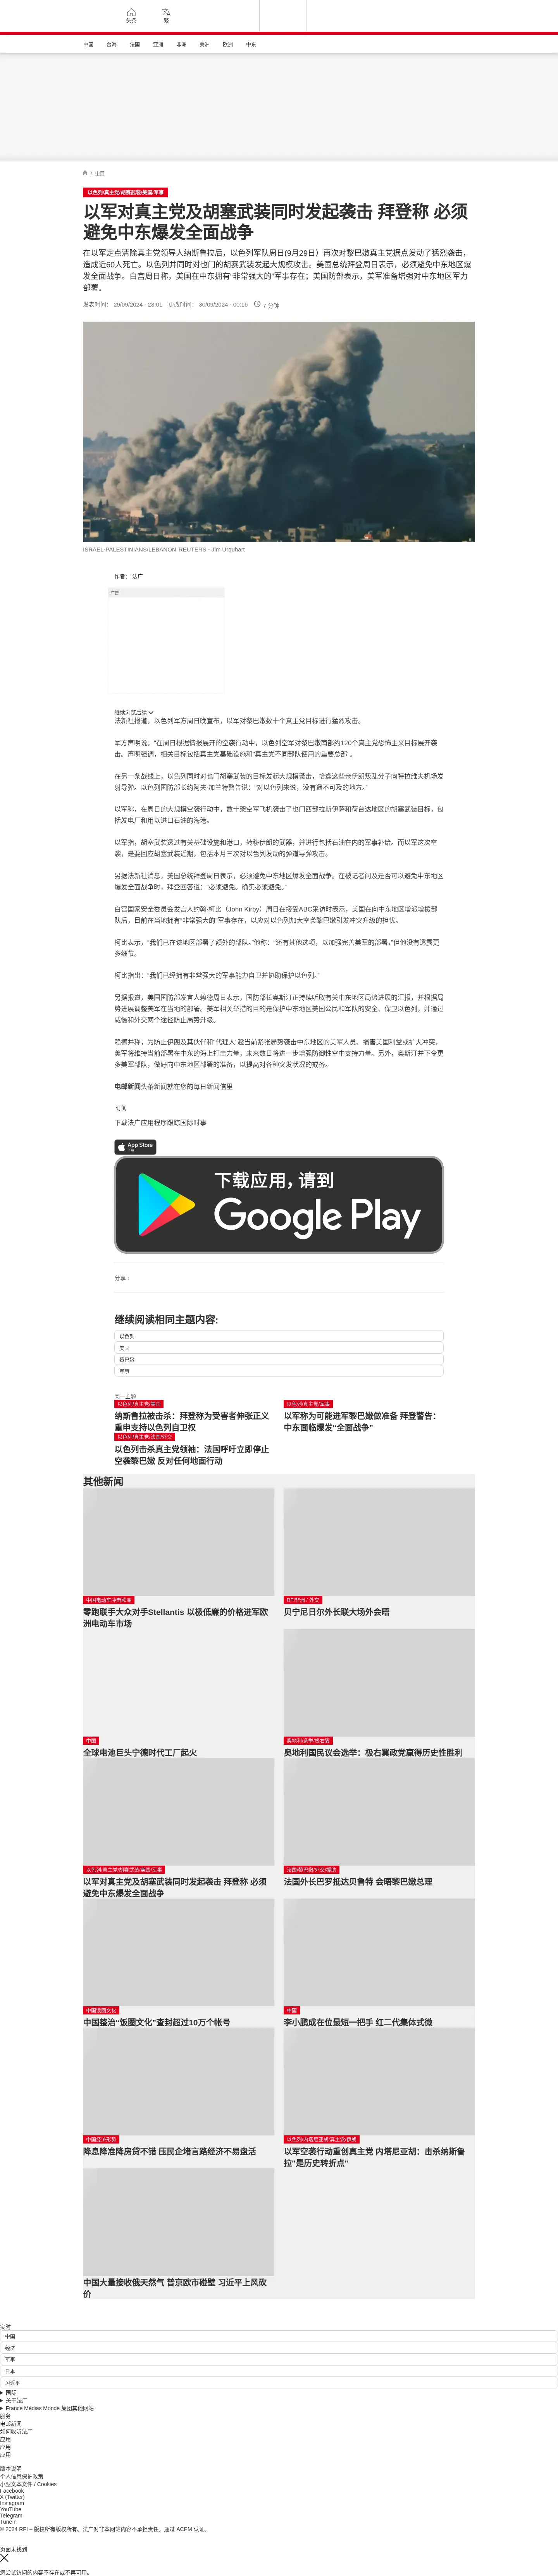 头条
繁
中国
台海
法国
亚洲
非洲
美洲
欧洲
中东
/
中国
以色列/真主党/胡赛武装/美国/军事
以军对真主党及胡塞武装同时发起袭击 拜登称 必须
避免中东爆发全面战争
在以军定点清除真主党领导人纳斯鲁拉后，以色列军队周日(9月29日）再次对黎巴嫩真主党据点发动了猛烈袭击，
造成近60人死亡。以色列并同时对也门的胡赛武装发起大规模攻击。美国总统拜登周日表示，必须避免中东地区爆
发全面战争。白宫周日称，美国在中东拥有“非常强大的”军事存在；美国防部表示，美军准备增强对中东地区军力
部署。
发表时间： 29/09/2024 - 23:01 更改时间： 30/09/2024 - 00:16 7 分钟
ISRAEL-PALESTINIANS/LEBANON REUTERS - Jim Urquhart
作者： 法广
广告
继续浏览后续
法新社报道，以色列军方周日晚宣布，以军对黎巴嫩数十个真主党目标进行猛烈攻击。
军方声明说，“在周日根据情报展开的空袭行动中，以色列空军对黎巴嫩南部约120个真主党恐怖主义目标展开袭
击。声明强调，相关目标包括真主党基础设施和“真主党不同部队使用的重要总部”。
在另一条战线上，以色列同时对也门胡塞武装的目标发起大规模袭击，恰逢这些亲伊朗叛乱分子向特拉维夫机场发
射导弹。以色列国防部长约阿夫·加兰特警告说：“对以色列来说，没有遥不可及的地方。”
以军称，在周日的大规模空袭行动中，数十架空军飞机袭击了也门西部拉斯伊萨和荷台达地区的胡塞武装目标，包
括发电厂和用以进口石油的海港。
以军指，胡塞武装透过有关基础设施和港口，转移伊朗的武器，并进行包括石油在内的军事补给。而以军这次空
袭，是要回应胡塞武装近期，包括本月三次对以色列发动的弹道导弹攻击。
另据法新社消息，美国总统拜登周日表示，必须避免中东地区爆发全面战争。在被记者问及是否可以避免中东地区
爆发全面战争时，拜登回答道：“必须避免。确实必须避免。”
白宫国家安全委员会发言人约翰·柯比（John Kirby）周日在接受ABC采访时表示，美国在向中东地区增派增援部
队后，目前在当地拥有“非常强大的”军事存在，以应对以色列加大空袭黎巴嫩引发冲突升级的担忧。
柯比表示，“我们已在该地区部署了额外的部队。”他称：“还有其他选项，以加强完善美军的部署，”但他没有透露更
多细节。
柯比指出：“我们已经拥有非常强大的军事能力自卫并协助保护以色列。”
另据报道，美国国防部发言人赖德周日表示，国防部长奥斯汀正持续听取有关中东地区局势进展的汇报，并根据局
势进展调整美军在当地的部署。美军相关举措的目的是保护中东地区美国公民和军队的安全、保卫以色列，并通过
威慑和外交两个途径防止局势升级。
赖德并称，为防止伊朗及其伙伴和“代理人”趁当前紧张局势袭击中东地区的美军人员、损害美国利益或扩大冲突，
美军将维持当前部署在中东的海上打击力量，未来数日将进一步增强防御性空中支持力量。另外，奥斯汀并下令更
多美军部队，做好向中东地区部署的准备，以提高对各种突发状况的戒备。
电邮新闻头条新闻就在您的每日新闻信里
订阅
下载法广应用程序跟踪国际时事
App Store
下载
下载应用，请到
Google Play
分享 :
继续阅读相同主题内容:
以色列
美国
黎巴嫩
军事
同一主题
以色列/真主党/美国
纳斯鲁拉被击杀：拜登称为受害者伸张正义
重申支持以色列自卫权
以色列/真主党/军事
以军称为可能进军黎巴嫩做准备 拜登警告：
中东面临爆发“全面战争”
以色列/真主党/法国/外交
以色列击杀真主党领袖：法国呼吁立即停止
空袭黎巴嫩 反对任何地面行动
其他新闻
中国电动车冲击欧洲
零跑联手大众对手Stellantis 以极低廉的价格进军欧
洲电动车市场
RFI非洲 / 外交
贝宁尼日尔外长联大场外会晤
中国
全球电池巨头宁德时代工厂起火
奥地利/选举/极右翼
奥地利国民议会选举：极右翼政党赢得历史性胜利
以色列/真主党/胡赛武装/美国/军事
以军对真主党及胡塞武装同时发起袭击 拜登称 必须
避免中东爆发全面战争
法国/黎巴嫩/外交/援助
法国外长巴罗抵达贝鲁特 会晤黎巴嫩总理
中国饭圈文化
中国整治“饭圈文化”查封超过10万个帐号
中国
李小鹏成在位最短一把手 红二代集体式微
中国经济形势
降息降准降房贷不错 压民企堵言路经济不易盘活
以色列/内塔尼亚胡/真主党/伊朗
以军空袭行动重创真主党 内塔尼亚胡：击杀纳斯鲁
拉"是历史转折点"
中国大量接收俄天然气 普京欧市碰壁 习近平上风砍
价
实时
中国
经济
军事
日本
习近平
国际
关于法广
France Médias Monde 集团其他网站
服务
电邮新闻
如何收听法广
应用
应用
应用
版本说明
个人信息保护政策
小型文本文件 / Cookies
Facebook
X (Twitter)
Instagram
YouTube
Telegram
TuneIn
© 2024 RFI – 版权所有版权所有。法广对非本网站内容不承担责任。通过 ACPM 认证。
页面未找到
您尝试访问的内容不存在或不再可用。